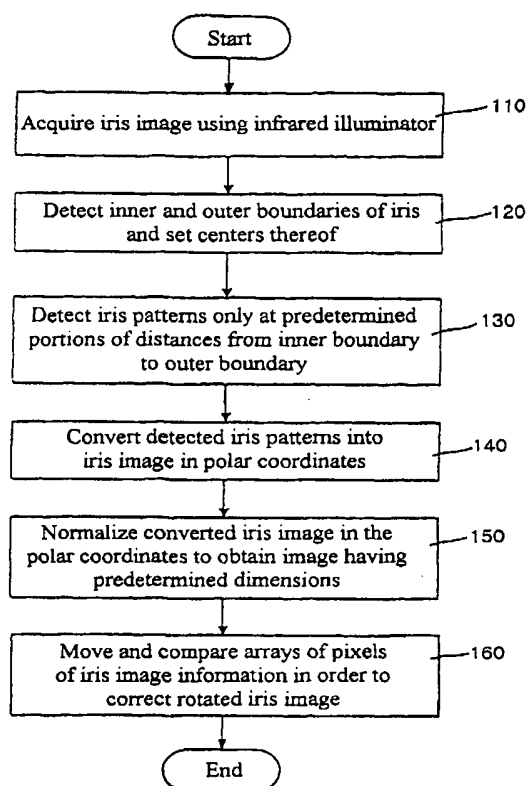 Start
Acquire iris image using infrared illuminator
110
Detect inner and outer boundaries of iris
and set centers thereof
120
Detect iris patterns only at predetermined
portions of distances from inner boundary
to outer boundary
130
Convert detected iris patterns into
iris image in polar coordinates
140
Normalize converted iris image in the
polar coordinates to obtain image having
predetermined dimensions
150
Move and compare arrays of pixels
of iris image information in order to
correct rotated iris image
160
End